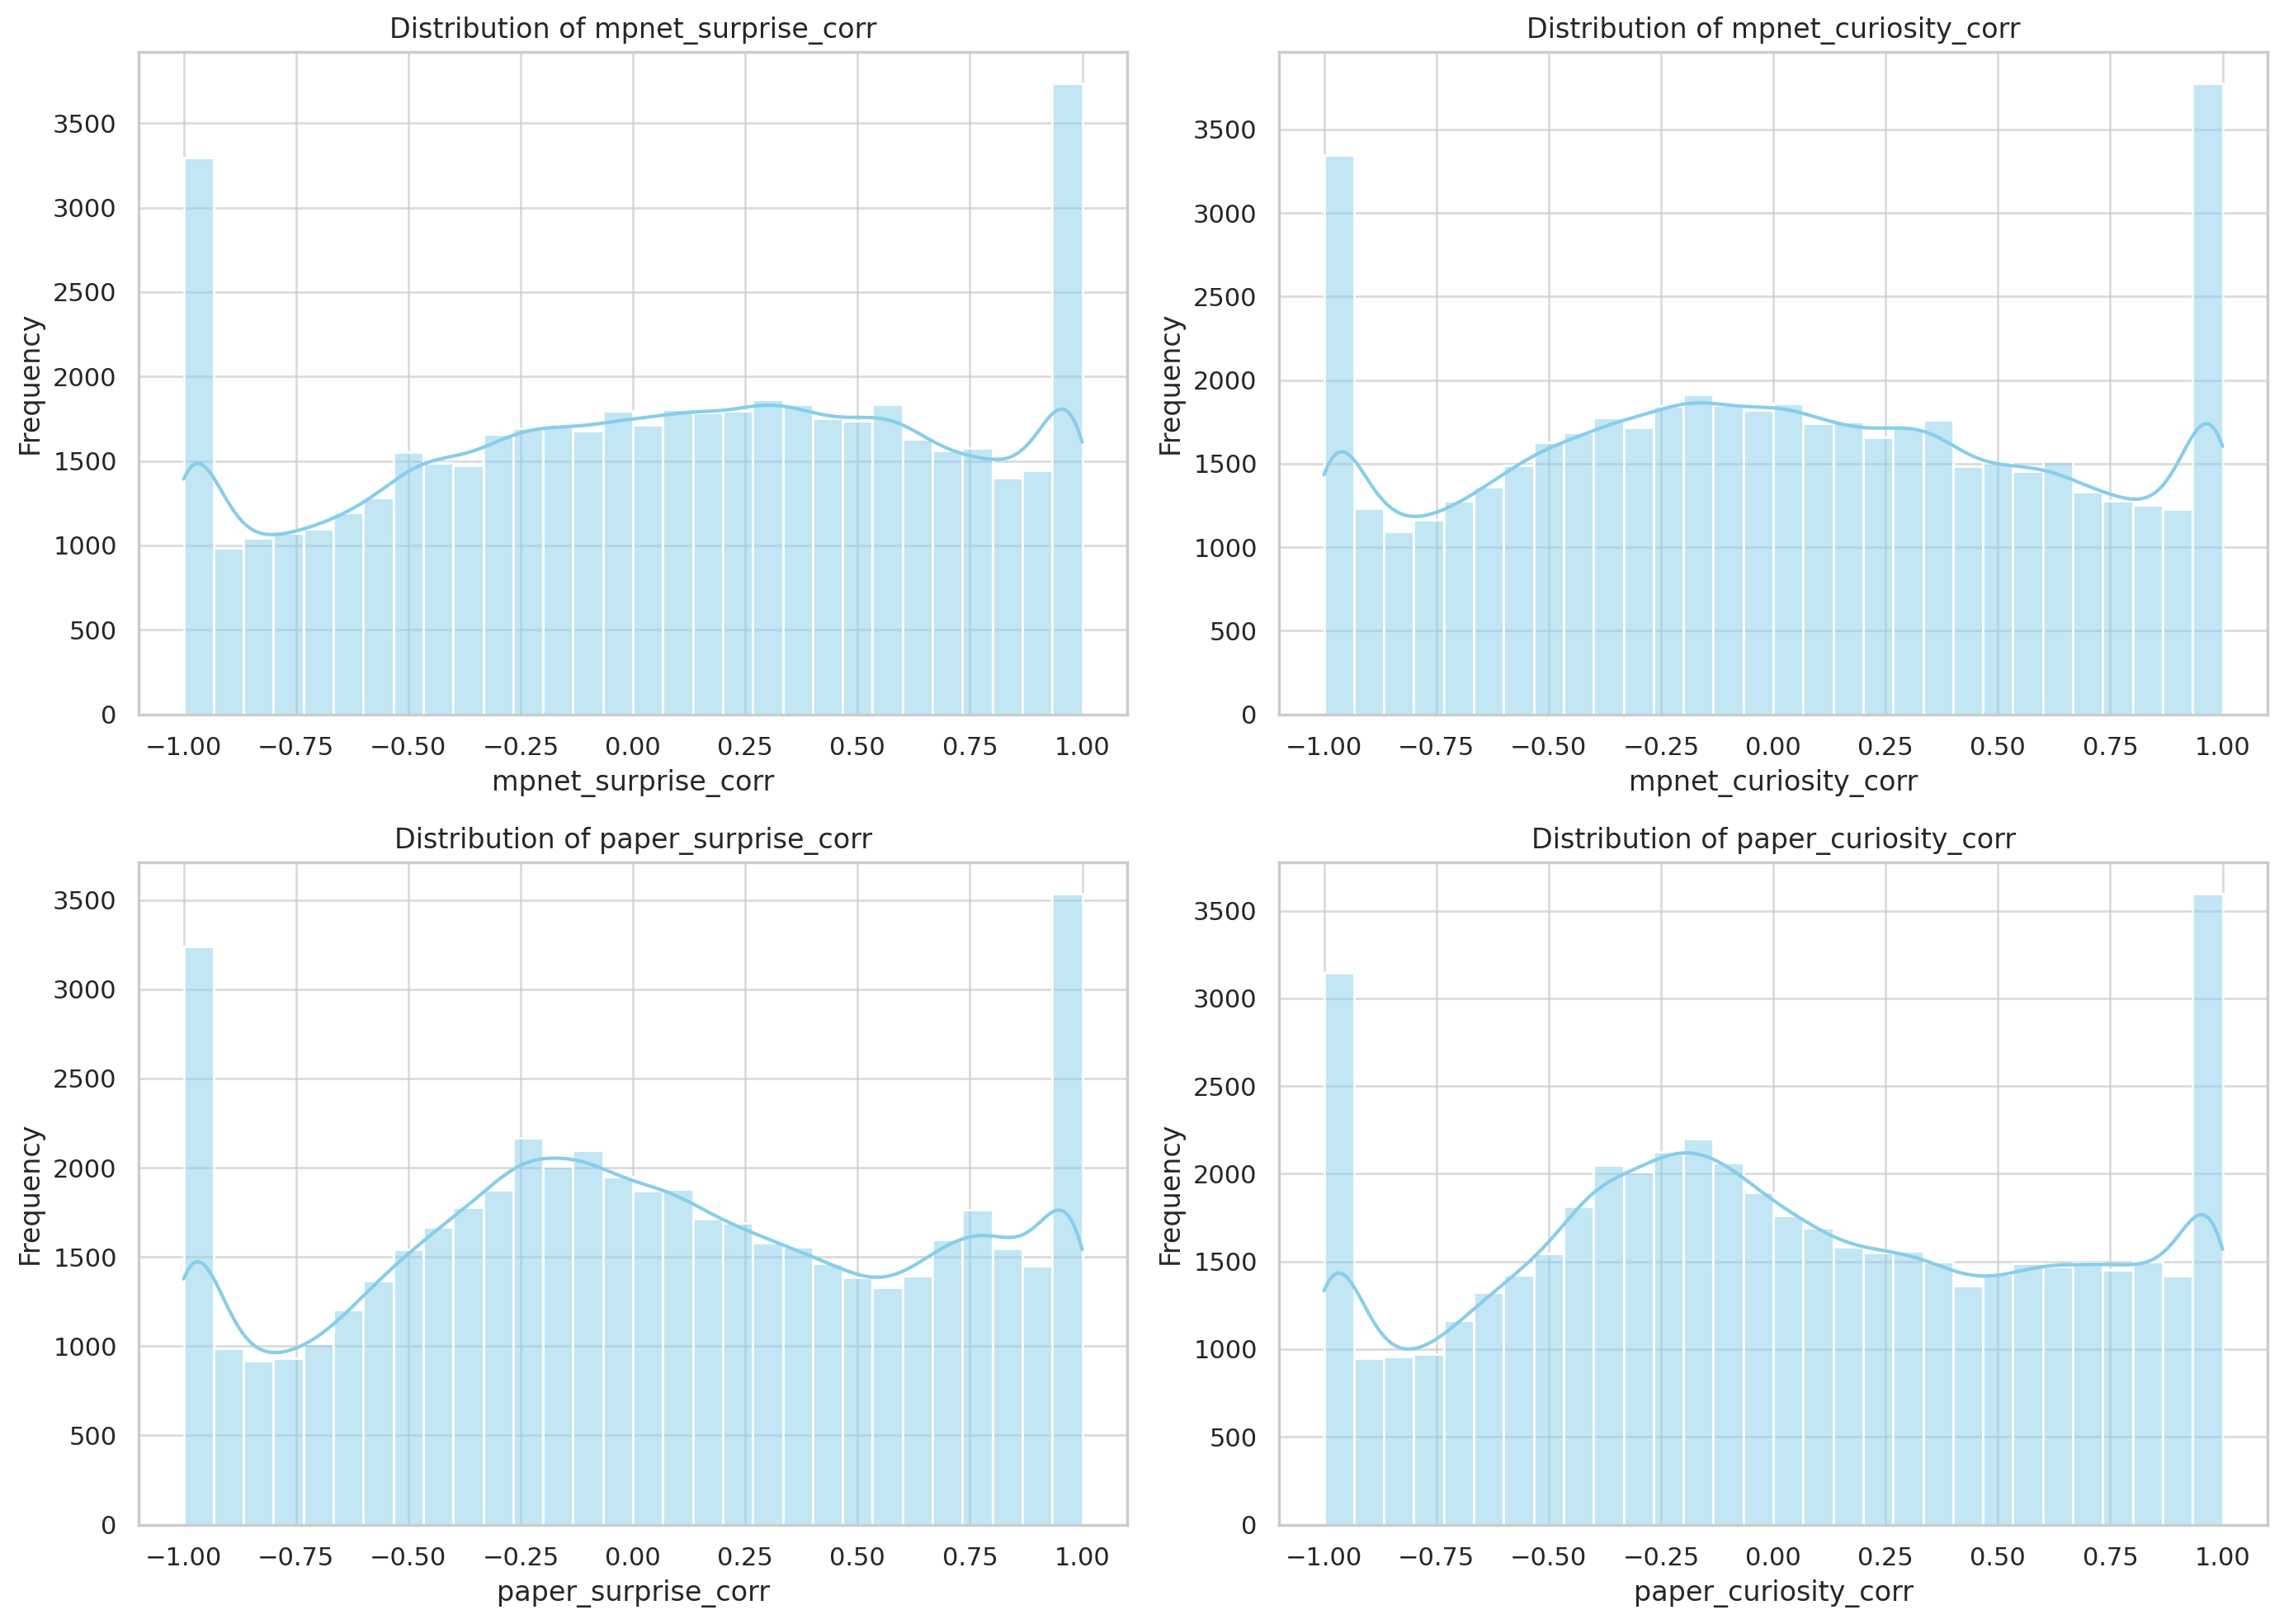 Distribution of mpnet_surprise_corr
Frequency
3500
3000
2500
2000
1500
1000
500
0
−1.00 −0.75 −0.50 −0.25 0.00 0.25 0.50 0.75 1.00
mpnet_surprise_corr
Distribution of mpnet_curiosity_corr
Frequency
3500
3000
2500
2000
1500
1000
500
0
−1.00 −0.75 −0.50 −0.25 0.00 0.25 0.50 0.75 1.00
mpnet_curiosity_corr
Distribution of paper_surprise_corr
Frequency
3500
3000
2500
2000
1500
1000
500
0
−1.00 −0.75 −0.50 −0.25 0.00 0.25 0.50 0.75 1.00
paper_surprise_corr
Distribution of paper_curiosity_corr
Frequency
3500
3000
2500
2000
1500
1000
500
0
−1.00 −0.75 −0.50 −0.25 0.00 0.25 0.50 0.75 1.00
paper_curiosity_corr